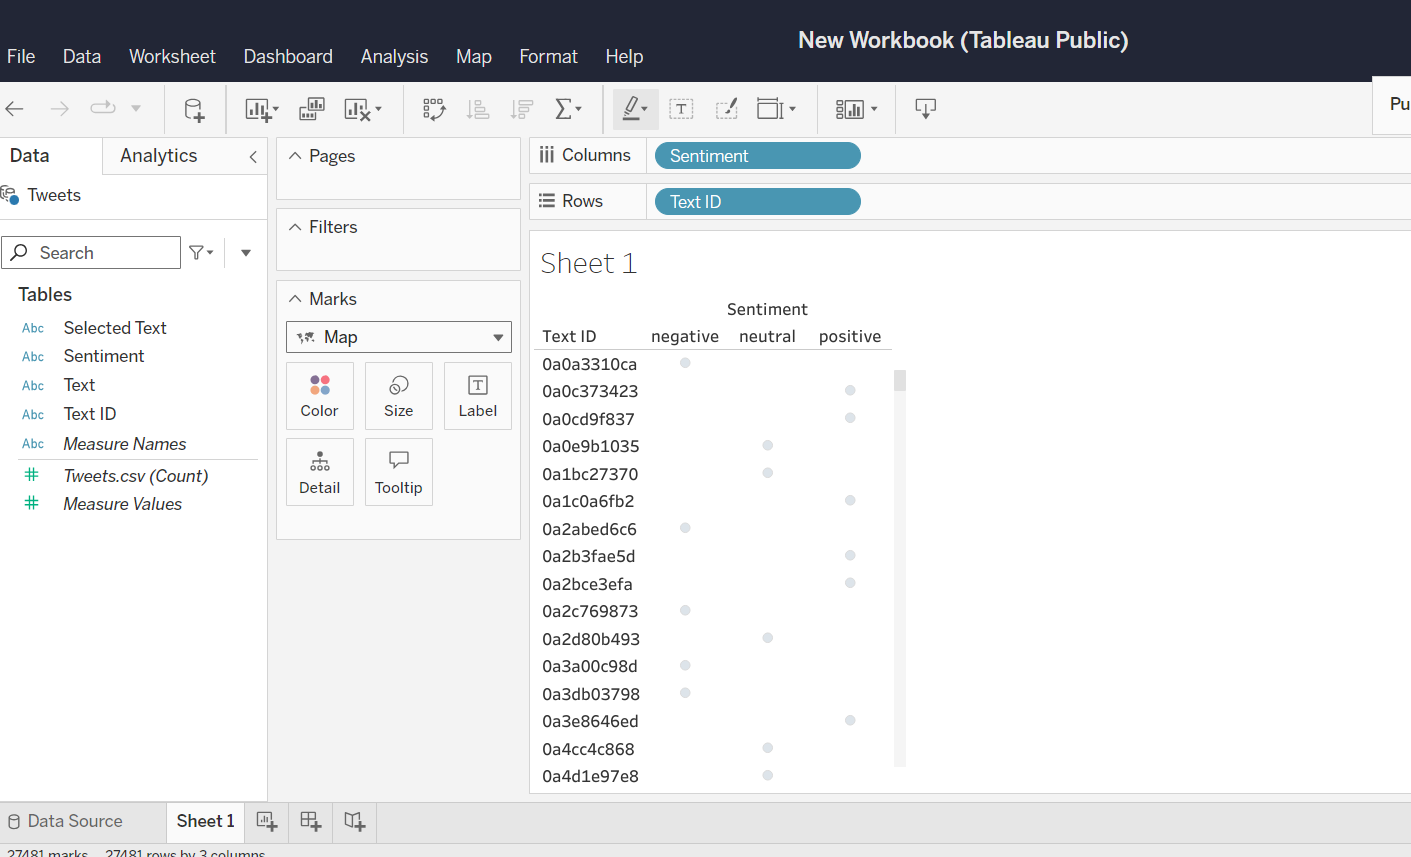 New Workbook (Tableau Public)
File Data Worksheet Dashboard Analysis Map Format Help
Pu
Data Analytics
Tweets
Search
Tables
Abc Selected Text
Abc Sentiment
Abc Text
Abc Text ID
Abc Measure Names
Tweets.csv (Count)
Measure Values
Pages
Filters
Marks
Map
Color Size Label
Detail Tooltip
Columns Sentiment
Rows Text ID
Sheet 1
Sentiment
Text ID negative neutral positive
0a0a3310ca
0a0c373423
0a0cd9f837
0a0e9b1035
0a1bc27370
0a1c0a6fb2
0a2abed6c6
0a2b3fae5d
0a2bce3efa
0a2c769873
0a2d80b493
0a3a00c98d
0a3db03798
0a3e8646ed
0a4cc4c868
0a4d1e97e8
Data Source Sheet 1
27481 marks 27481 rows by 3 columns